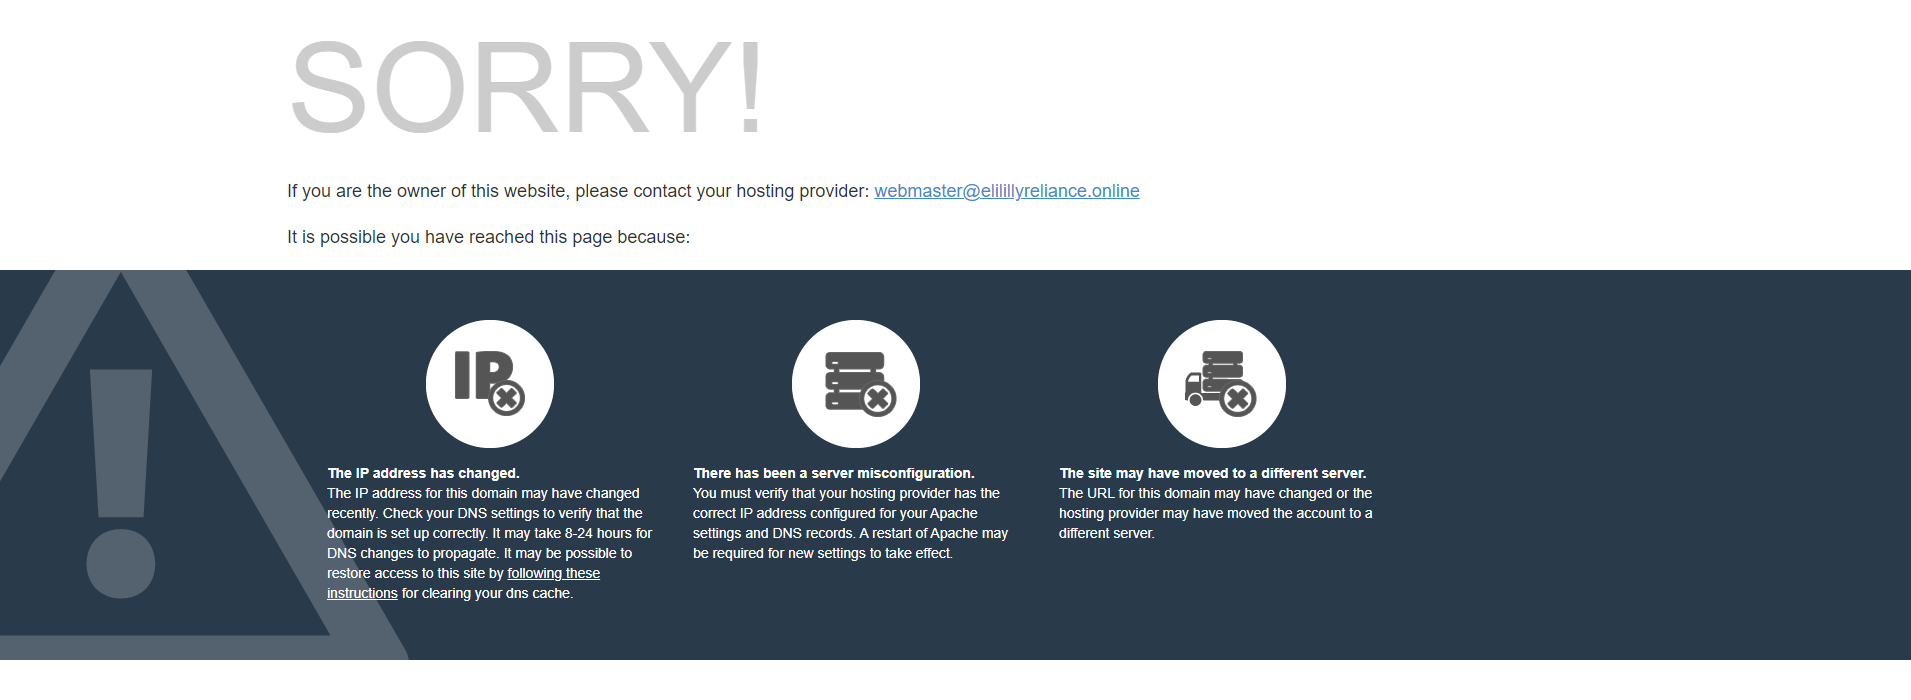 SORRY!
If you are the owner of this website, please contact your hosting provider: webmaster@elilillyreliance.online
It is possible you have reached this page because:
IP
The IP address has changed.
The IP address for this domain may have changed
recently. Check your DNS settings to verify that the
domain is set up correctly. It may take 8-24 hours for
DNS changes to propagate. It may be possible to
restore access to this site by following these
instructions for clearing your dns cache.
There has been a server misconfiguration.
You must verify that your hosting provider has the
correct IP address configured for your Apache
settings and DNS records. A restart of Apache may
be required for new settings to take effect.
The site may have moved to a different server.
The URL for this domain may have changed or the
hosting provider may have moved the account to a
different server.